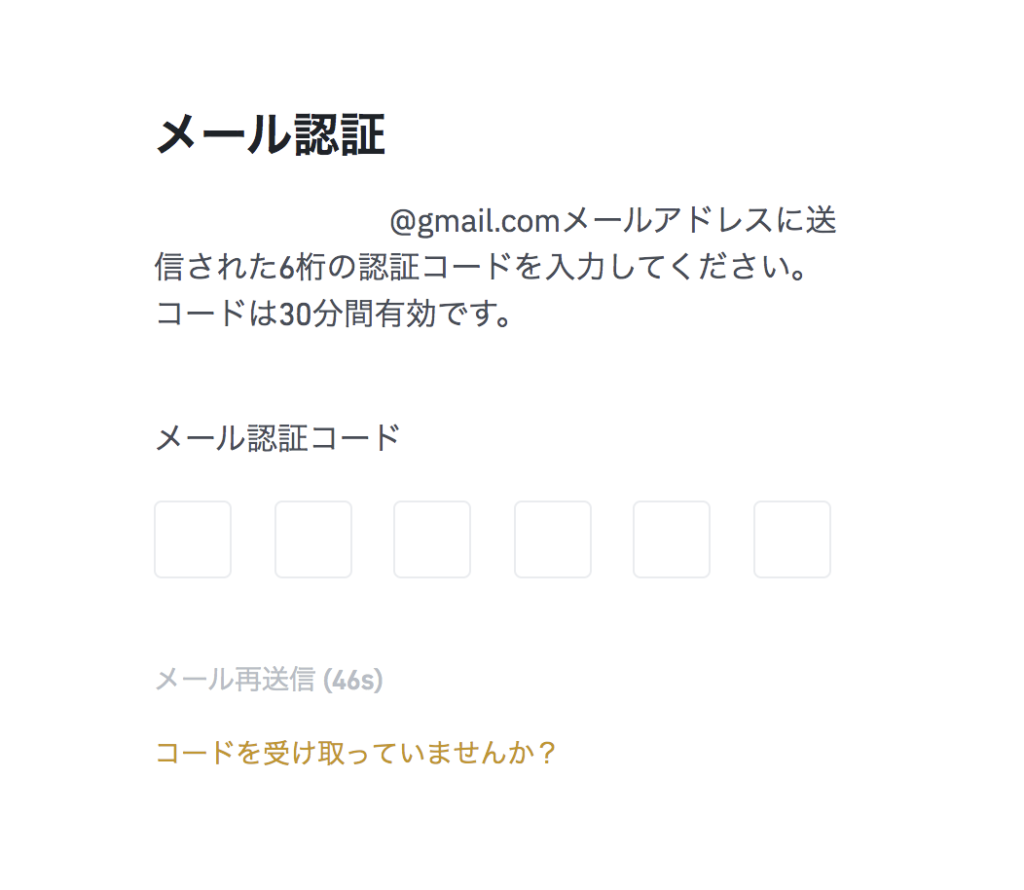 メール認証
@gmail.comメールアドレスに送
信された6桁の認証コードを入力してください。
コードは30分間有効です。
メール認証コード
メール再送信 (46s)
コードを受け取っていませんか？